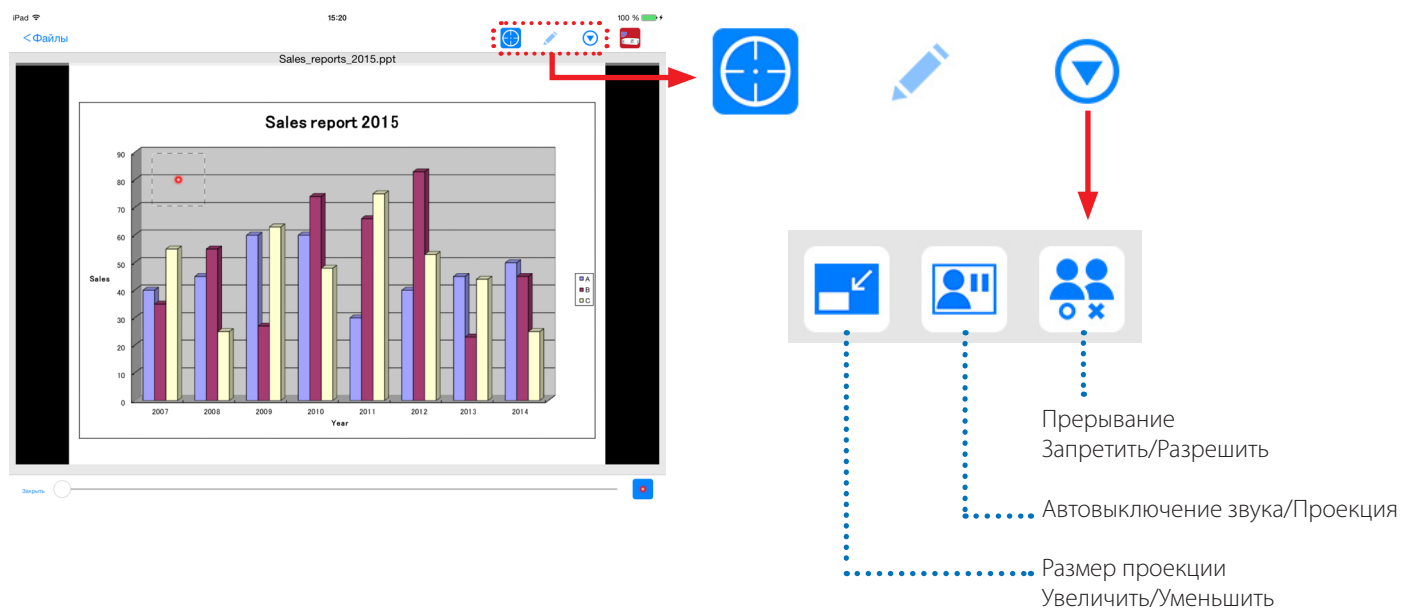 iPad 15:20 100 %
<Файлы
Sales_reports_2015.ppt
Sales report 2015
90
80
70
60
50
40
30
20
10
0
Sales
2007 2008 2009 2010 2011 2012 2013 2014
Year
A
B
C
Закрыть
Прерывание
Запретить/Разрешить
Автовыключение звука/Проекция
Размер проекции
Увеличить/Уменьшить